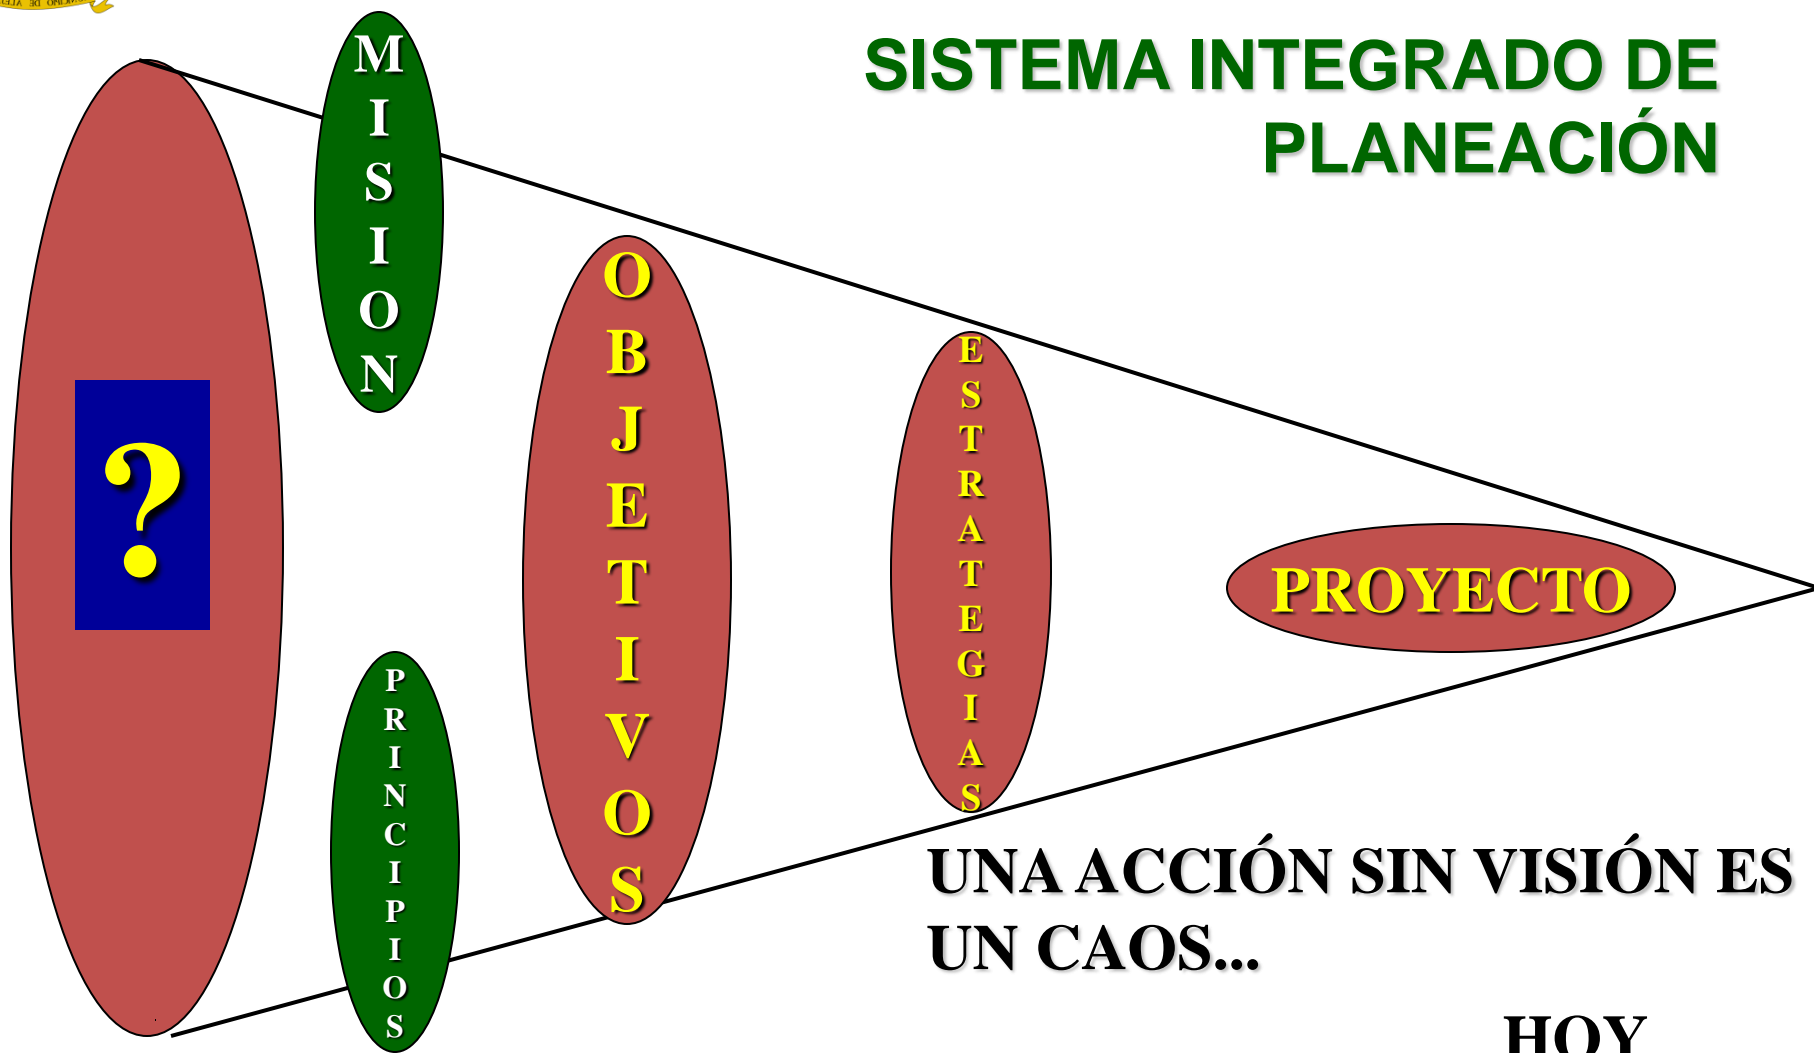 SISTEMA INTEGRADO DE
PLANEACIÓN
?
MISION
PRINCIPIOS
OBJETIVOS
ESTRATEGIAS
PROYECTO
UNA ACCIÓN SIN VISIÓN ES
UN CAOS...
HOY